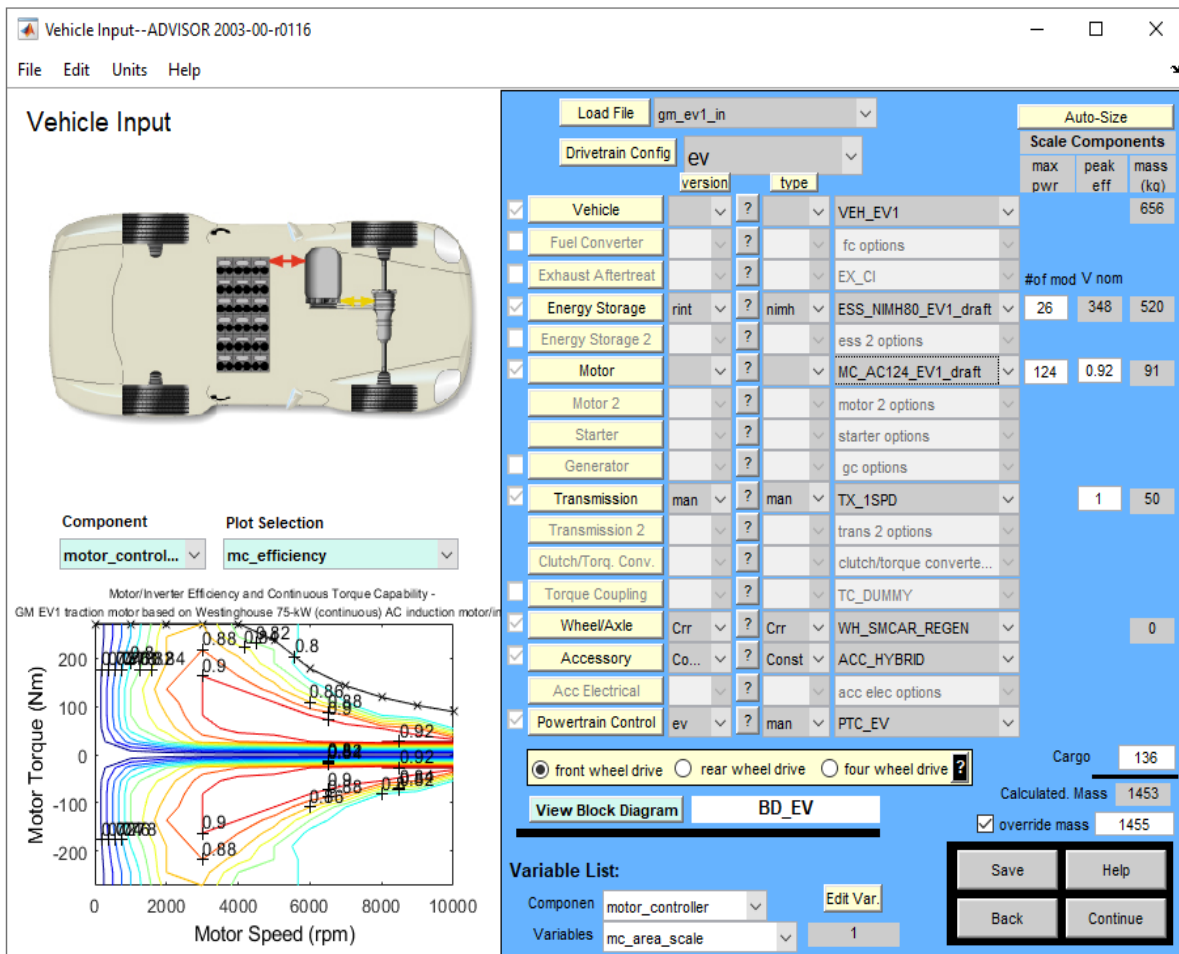 Vehicle Input--ADVISOR 2003-00-r0116
File Edit Units Help
Vehicle Input
Load File gm_ev1_in
Auto-Size
Drivetrain Config ev
Scale Components
version type
max pwr peak eff mass (kg)
Vehicle ? VEH_EV1 656
Fuel Converter ? fc options
Exhaust Aftertreat ? EX_CI
#of mod V nom
Energy Storage rint ? nimh ESS_NIMH80_EV1_draft 26 348 520
Energy Storage 2 ? ess 2 options
Motor ? MC_AC124_EV1_draft 124 0.92 91
Motor 2 ? motor 2 options
Starter ? starter options
Generator ? gc options
Transmission man ? man TX_1SPD 1 50
Transmission 2 ? trans 2 options
Clutch/Torq. Conv. ? clutch/torque converte...
Torque Coupling ? TC_DUMMY
Wheel/Axle Crr ? Crr WH_SMCAR_REGEN 0
Accessory Co... ? Const ACC_HYBRID
Acc Electrical ? acc elec options
Powertrain Control ev ? man PTC_EV
front wheel drive rear wheel drive four wheel drive ?
Cargo 136
View Block Diagram BD_EV
Calculated. Mass 1453
override mass 1455
Variable List:
Componen motor_controller
Edit Var.
Variables mc_area_scale 1
Save Help
Back Continue
Component Plot Selection
motor_control... mc_efficiency
Motor/Inverter Efficiency and Continuous Torque Capability -
GM EV1 traction motor based on Westinghouse 75-kW (continuous) AC induction motor/in
Motor Torque (Nm)
200
100
0
-100
-200
0.88 0.82 0.8
0.9
0.86
0.88
0.9
0.92
0.92
0.9
0.88
0.86
0.9
0.88
0 2000 4000 6000 8000 10000
Motor Speed (rpm)